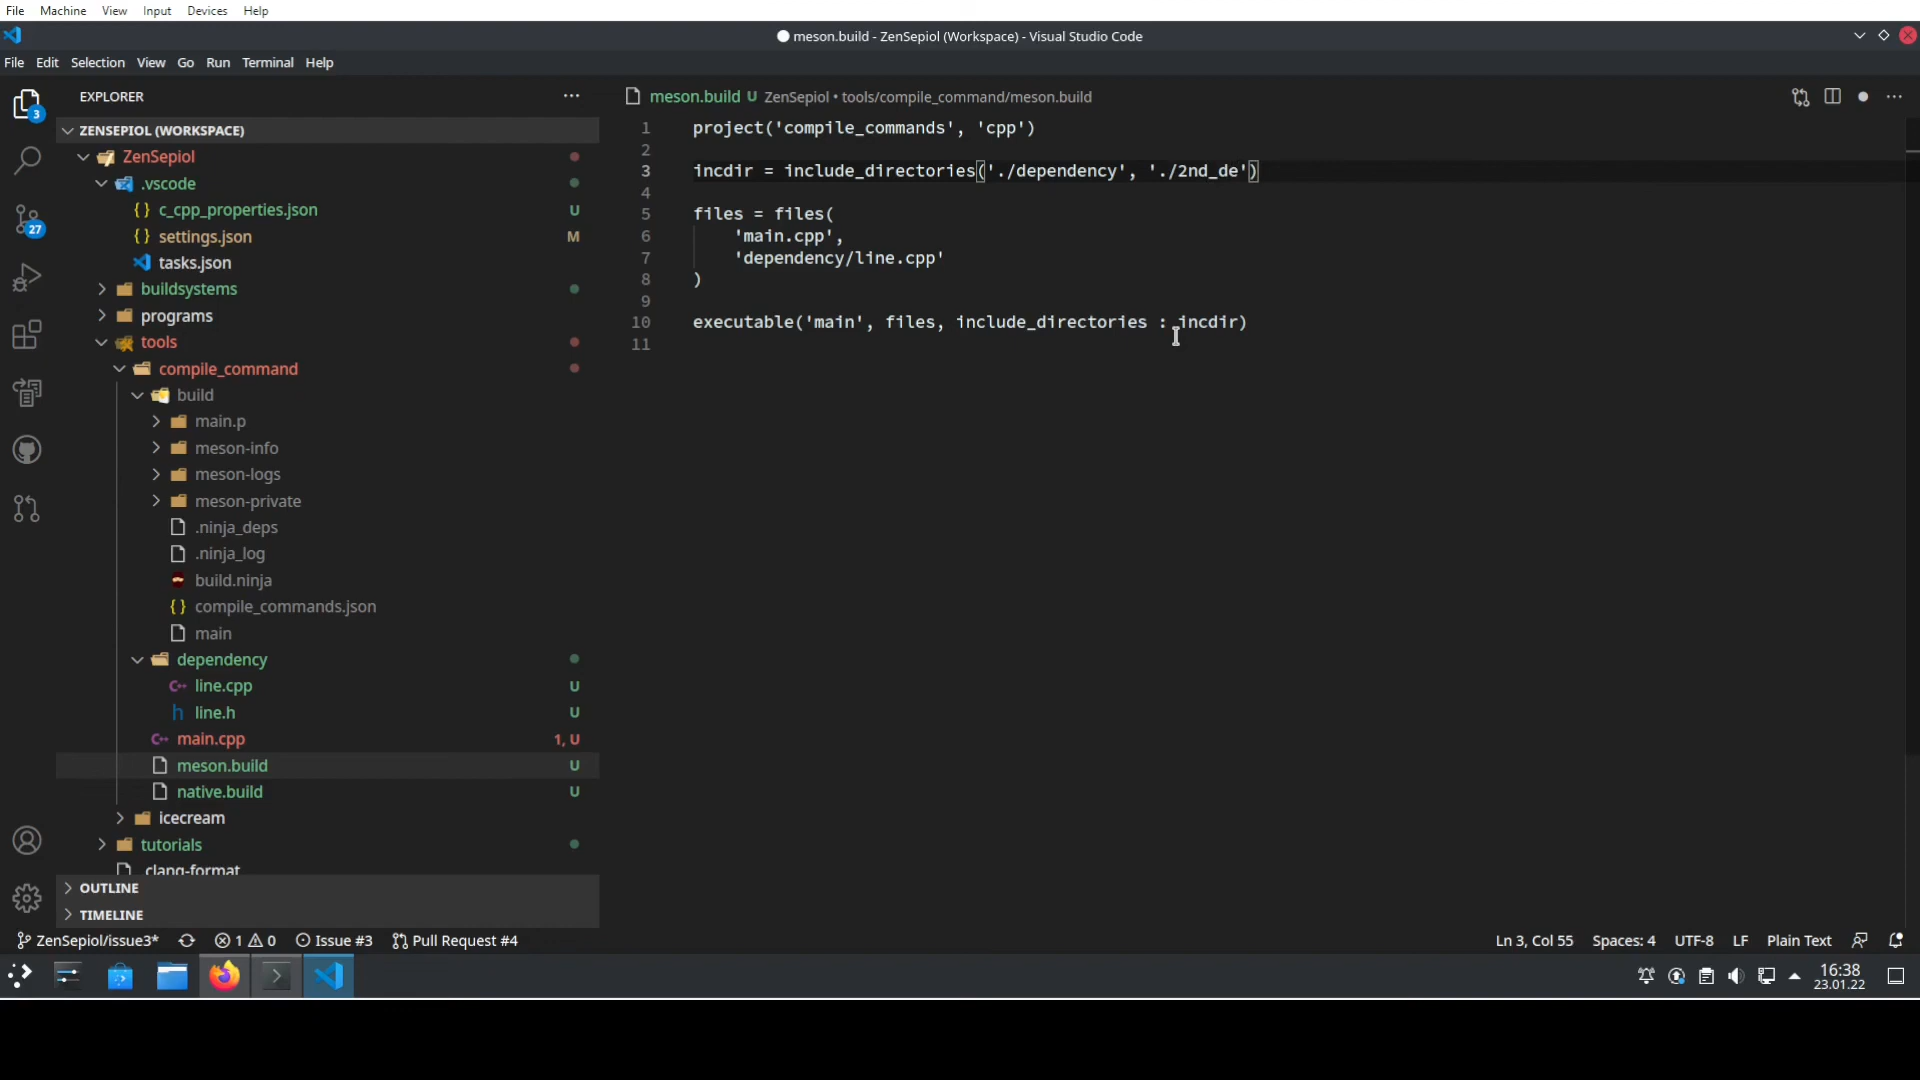 File Machine View Input Devices Help
meson.build - ZenSepiol (Workspace) - Visual Studio Code
File Edit Selection View Go Run Terminal Help
EXPLORER
3
meson.build U ZenSepiol • tools/compile_command/meson.build
ZENSEPIOL (WORKSPACE)
ZenSepiol
.vscode
{} c_cpp_properties.json U
{} settings.json M
tasks.json
buildsystems
programs
tools
compile_command
build
main.p
meson-info
meson-logs
meson-private
.ninja_deps
.ninja_log
build.ninja
{} compile_commands.json
main
dependency
line.cpp U
h line.h U
main.cpp 1, U
meson.build U
native.build U
icecream
tutorials
.clang-format
OUTLINE
TIMELINE
27
1 project('compile_commands', 'cpp')
2
3 incdir = include_directories('./dependency', './2nd_de')
4
5 files = files(
6 'main.cpp',
7 'dependency/line.cpp'
8 )
9
10 executable('main', files, include_directories : incdir)
11
ZenSepiol/issue3* 1 0 Issue #3 Pull Request #4 Ln 3, Col 55 Spaces: 4 UTF-8 LF Plain Text
16:38
23.01.22